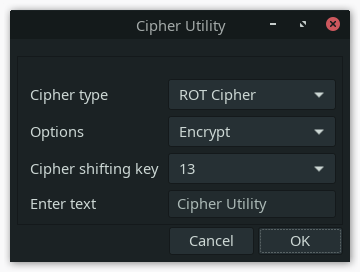 Cipher Utility
Cipher type ROT Cipher
Options Encrypt
Cipher shifting key 13
Enter text Cipher Utility
Cancel OK